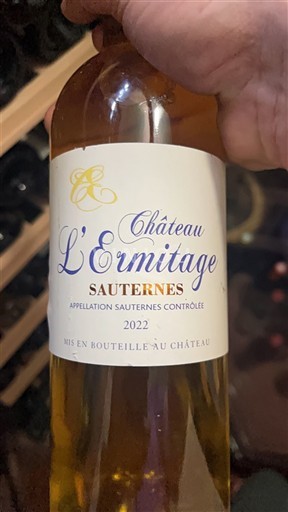 Château
L'Ermitage
SAUTERNES
APPELLATION SAUTERNES CONTRÔLÉE
2022
MIS EN BOUTEILLE AU CHÂTEAU